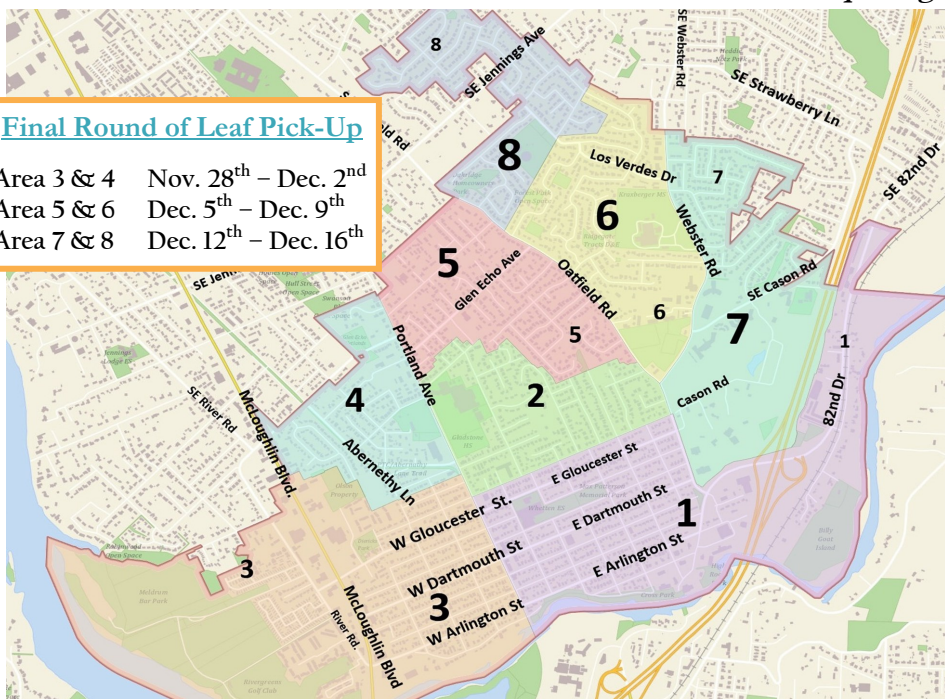 SE Webster Rd
8
SE Jennings Ave
SE Strawberry Ln
Final Round of Leaf Pick-Up
Area 3 & 4 Nov. 28th – Dec. 2nd
Area 5 & 6 Dec. 5th – Dec. 9th
Area 7 & 8 Dec. 12th – Dec. 16th
8
Los Verdes Dr
7
SE 82nd Dr
6
Webster Rd
5
Glen Echo Ave
Oatfield Rd
SE Cason Rd
6
7
1
5
Portland Ave
2
4
Cason Rd
82nd Dr
SE River Rd
McLoughlin Blvd.
Abernethy Ln
E Gloucester St
W Gloucester St.
E Dartmouth St
1
W Dartmouth St
E Arlington St
3
3
W Arlington St
McLoughlin Blvd
River Rd.